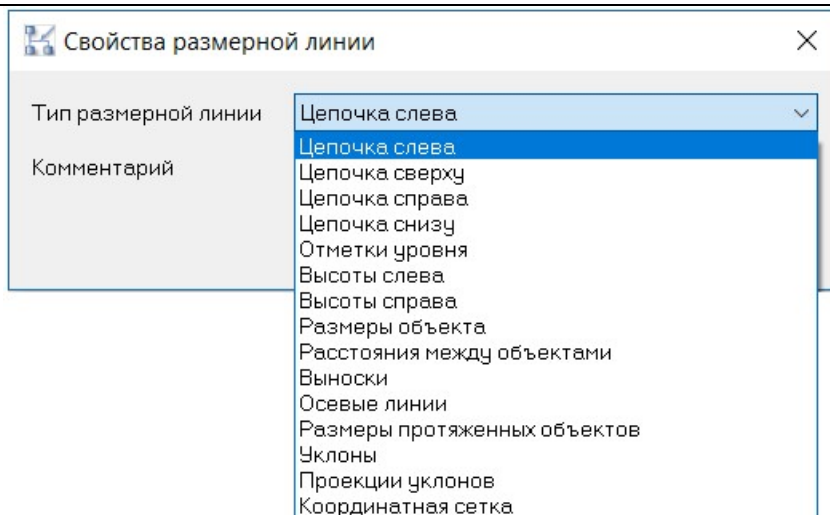 Свойства размерной линии
Тип размерной линии Цепочка слева
Комментарий
Цепочка слева
Цепочка сверху
Цепочка справа
Цепочка снизу
Отметки уровня
Высоты слева
Высоты справа
Размеры объекта
Расстояния между объектами
Выноски
Осевые линии
Размеры протяженных объектов
Уклоны
Проекции уклонов
Координатная сетка